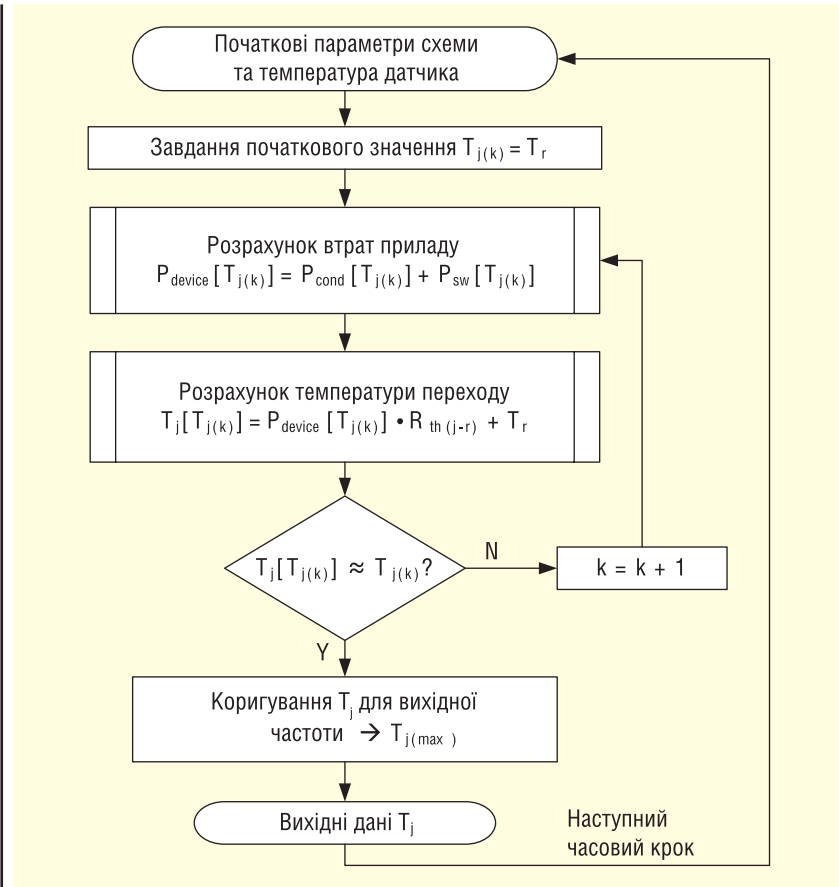 Початкові параметри схеми
та температура датчика
Завдання початкового значення T j(k) = T r
Розрахунок втрат приладу
P device [T j(k)] = P cond [T j(k)] + P sw [T j(k)]
Розрахунок температури переходу
T j [T j(k)] = P device [T j(k)] • R th (j-r) + T r
T j [T j(k)] ≈ T j(k)?
N
k = k + 1
Y
Коригування T j для вихідної
частоти → T j(max )
Вихідні дані T j
Наступний
часовий крок